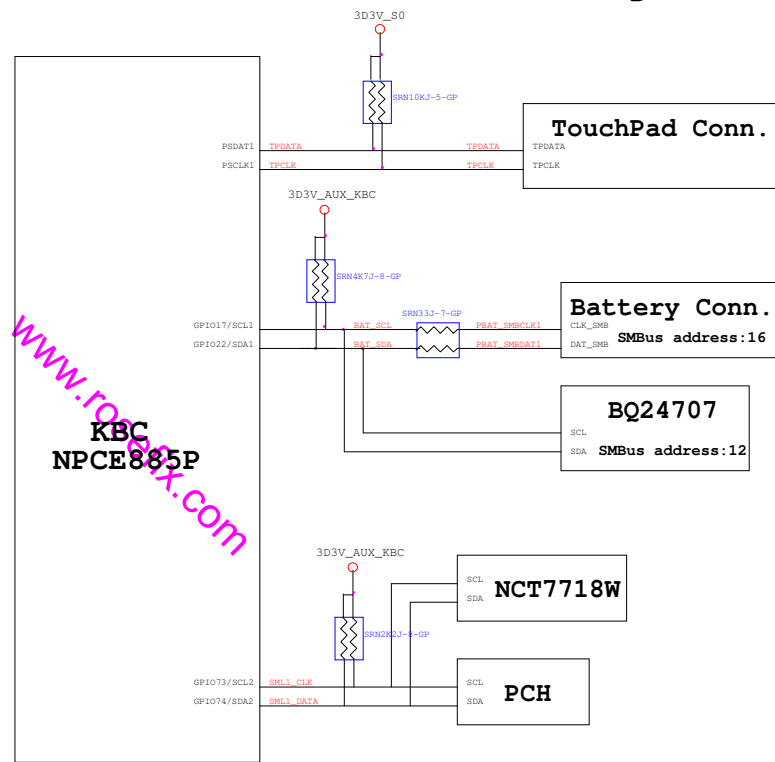 3D3V_S0
SRN10KJ-5-GP
TouchPad Conn.
PSDAT1 TPDATA TPDATA TPDATA
PSCLK1 TPCLK TPCLK TPCLK
3D3V_AUX_KBC
SRN4K7J-8-GP
SRN33J-7-GP
Battery Conn.
GPIO17/SCL1 BAT_SCL PBAT_SMBCLK1 CLK_SMB
SMBus address:16
GPIO22/SDA1 BAT_SDA PBAT_SMBDAT1 DAT_SMB
BQ24707
SCL
SDA SMBus address:12
www.rosefix.com
KBC
NPCE885P
3D3V_AUX_KBC
SCL
NCT7718W
SDA
SRN2K2J-8-GP
GPIO73/SCL2 SML1_CLK SCL
PCH
GPIO74/SDA2 SML1_DATA SDA